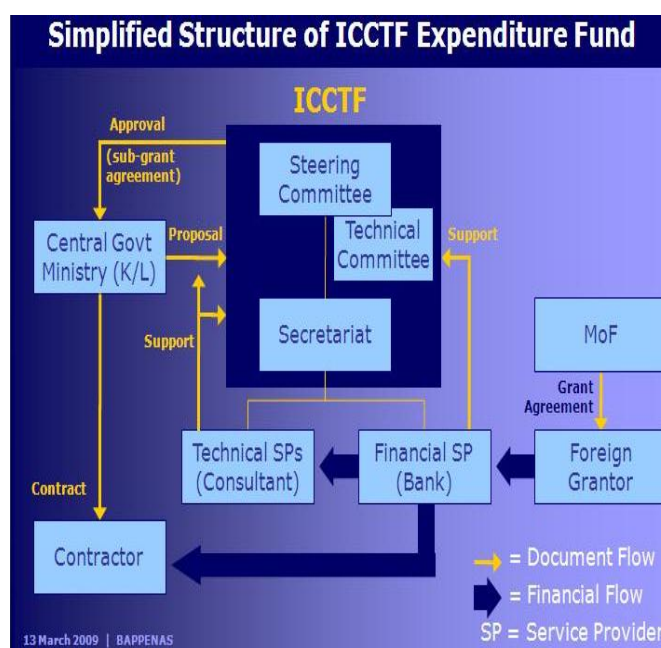 Simplified Structure of ICCTF Expenditure Fund
ICCTF
Approval
(sub-grant
agreement)
Steering
Committee
Technical
Committee
Central Govt
Ministry (K/L)
Proposal
Support
Secretariat
Support
MoF
Grant
Agreement
Technical SPs
(Consultant)
Financial SP
(Bank)
Foreign
Grantor
Contract
Contractor
= Document Flow
= Financial Flow
SP = Service Provider
13 March 2009 | BAPPENAS